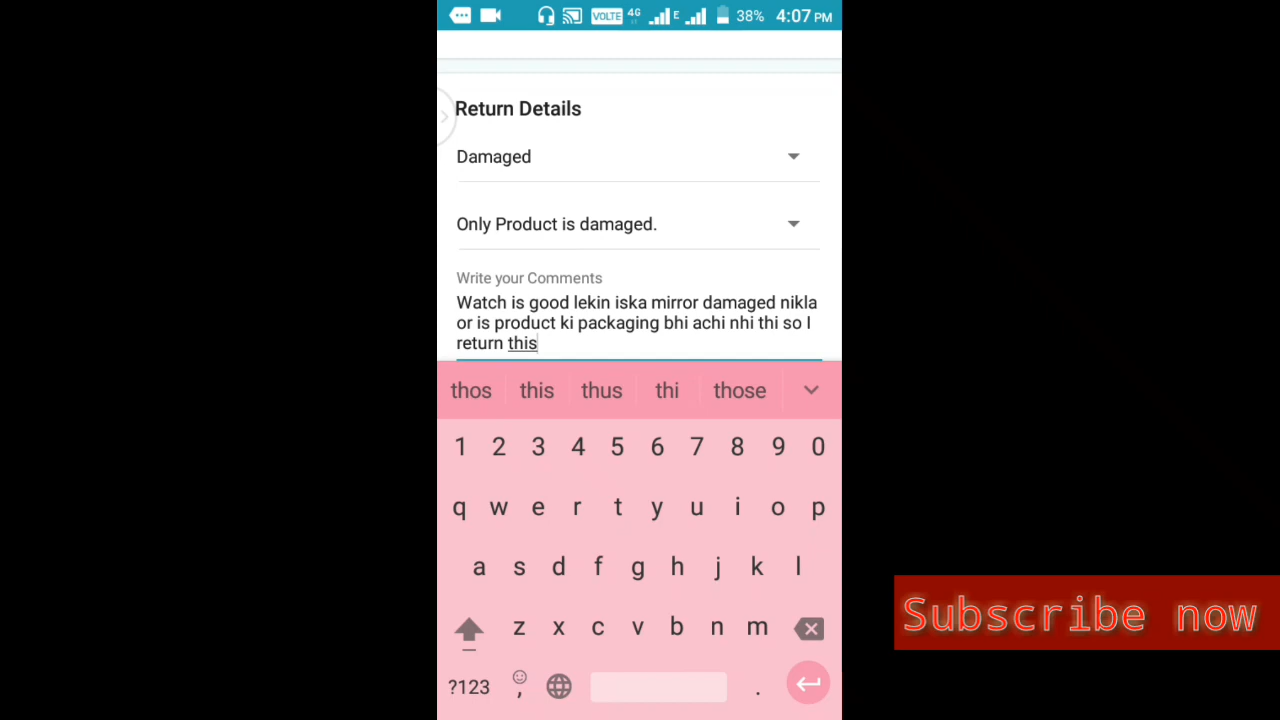 VOLTE 4G E 38% 4:07 PM
Return Details
Damaged
Only Product is damaged.
Write your Comments
Watch is good lekin iska mirror damaged nikla
or is product ki packaging bhi achi nhi thi so I
return this
thos this thus thi those
1 2 3 4 5 6 7 8 9 0
q w e r t y u i o p
a s d f g h j k l
z x c v b n m
?123 , .
Subscribe now